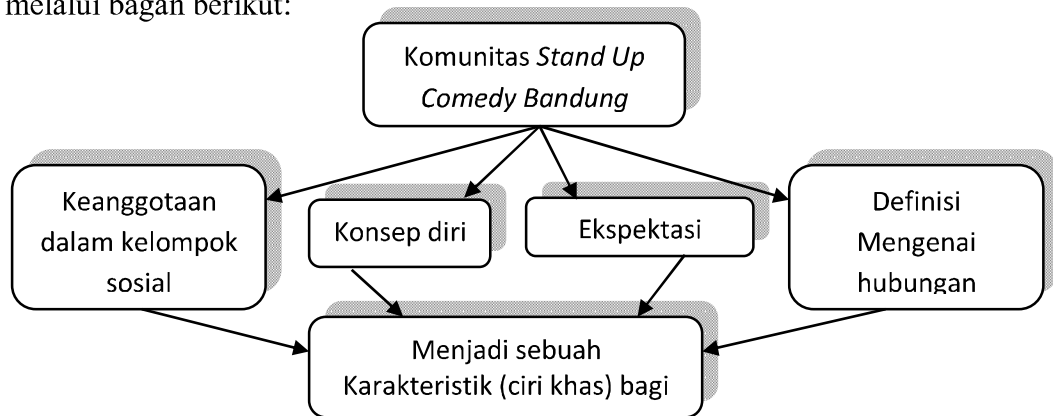 melalui bagan berikut:
Komunitas Stand Up
Comedy Bandung
Keanggotaan
dalam kelompok
sosial
Konsep diri
Ekspektasi
Definisi
Mengenai
hubungan
Menjadi sebuah
Karakteristik (ciri khas) bagi